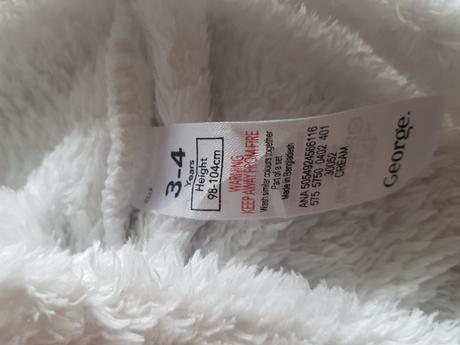 George.
3-4
Years
Height
98-104cm
WARNING
KEEP AWAY FROM FIRE
Wash similar colours together
Part of a set
Made in Bangladesh
ANA 5054924566116
575 5750 0402 401
30052
CREAM